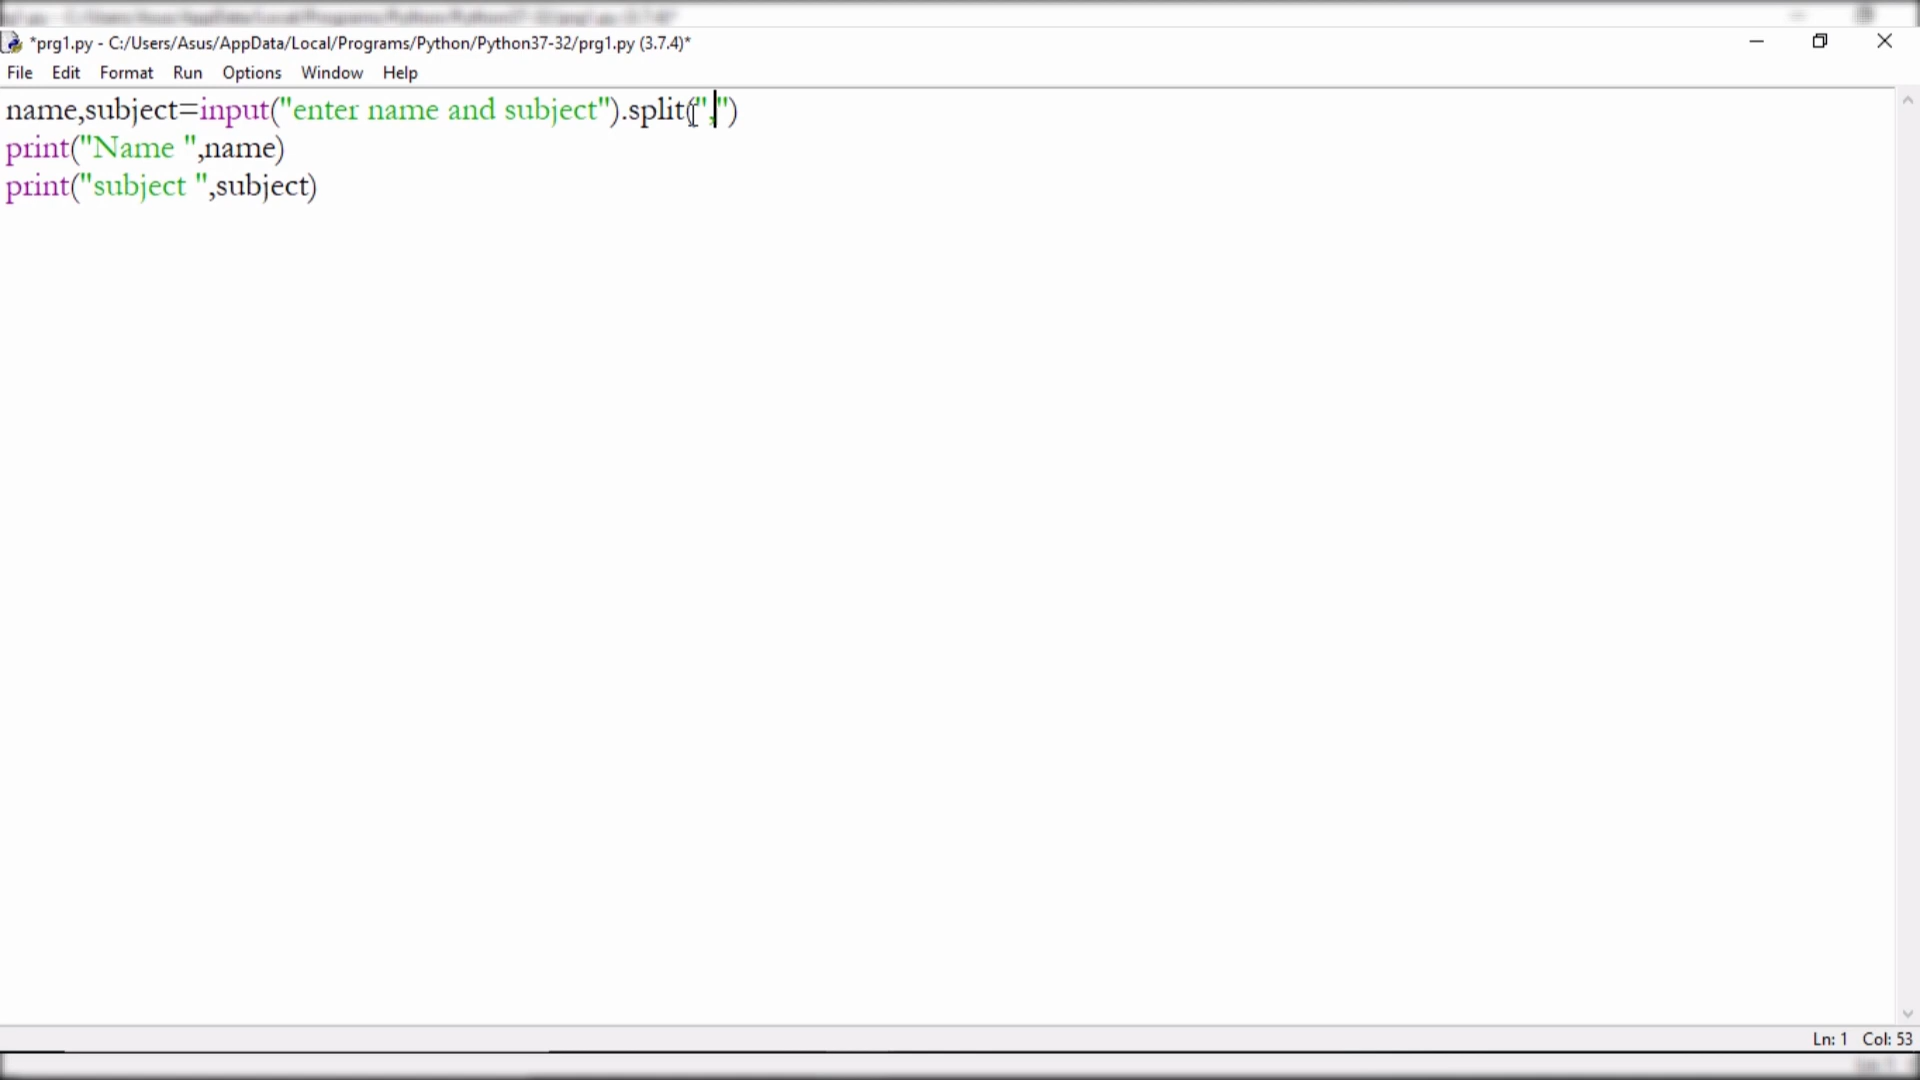 *prg1.py - C:/Users/Asus/AppData/Local/Programs/Python/Python37-32/prg1.py (3.7.4)*
File Edit Format Run Options Window Help
name,subject=input("enter name and subject").split(",")
print("Name ",name)
print("subject ",subject)
Ln: 1 Col: 53